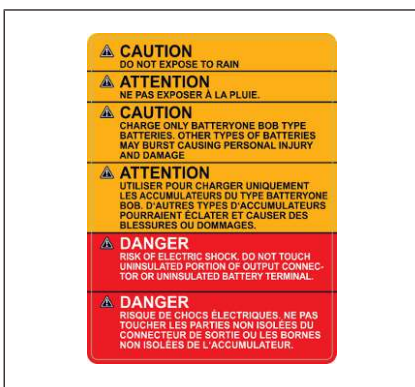 CAUTION
DO NOT EXPOSE TO RAIN
ATTENTION
NE PAS EXPOSER À LA PLUIE.
CAUTION
CHARGE ONLY BATTERYONE BOB TYPE
BATTERIES. OTHER TYPES OF BATTERIES
MAY BURST CAUSING PERSONAL INJURY
AND DAMAGE
ATTENTION
UTILISER POUR CHARGER UNIQUEMENT
LES ACCUMULATEURS DU TYPE BATTERYONE
BOB. D'AUTRES TYPES D'ACCUMULATEURS
POURRAIENT ÉCLATER ET CAUSER DES
BLESSURES OU DOMMAGES.
DANGER
RISK OF ELECTRIC SHOCK. DO NOT TOUCH
UNINSULATED PORTION OF OUTPUT CONNEC-
TOR OR UNINSULATED BATTERY TERMINAL.
DANGER
RISQUE DE CHOCS ÉLECTRIQUES. NE PAS
TOUCHER LES PARTIES NON ISOLÉES DU
CONNECTEUR DE SORTIE OU LES BORNES
NON ISOLÉES DE L'ACCUMULATEUR.